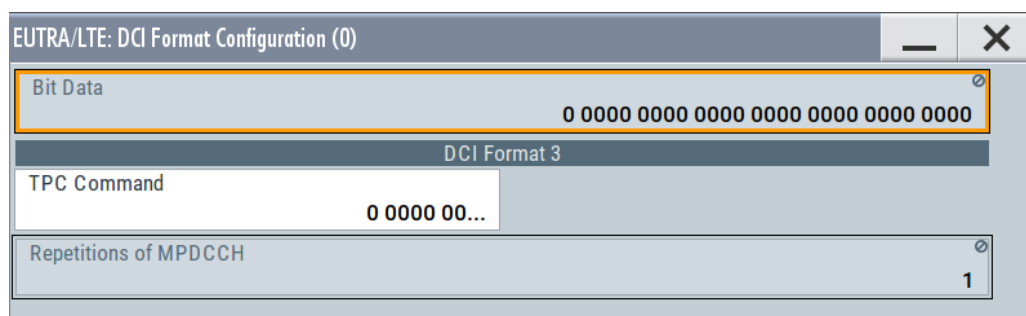 EUTRA/LTE: DCI Format Configuration (0)
Bit Data
0 0000 0000 0000 0000 0000 0000 0000
DCI Format 3
TPC Command
0 0000 00...
Repetitions of MPDCCH
1